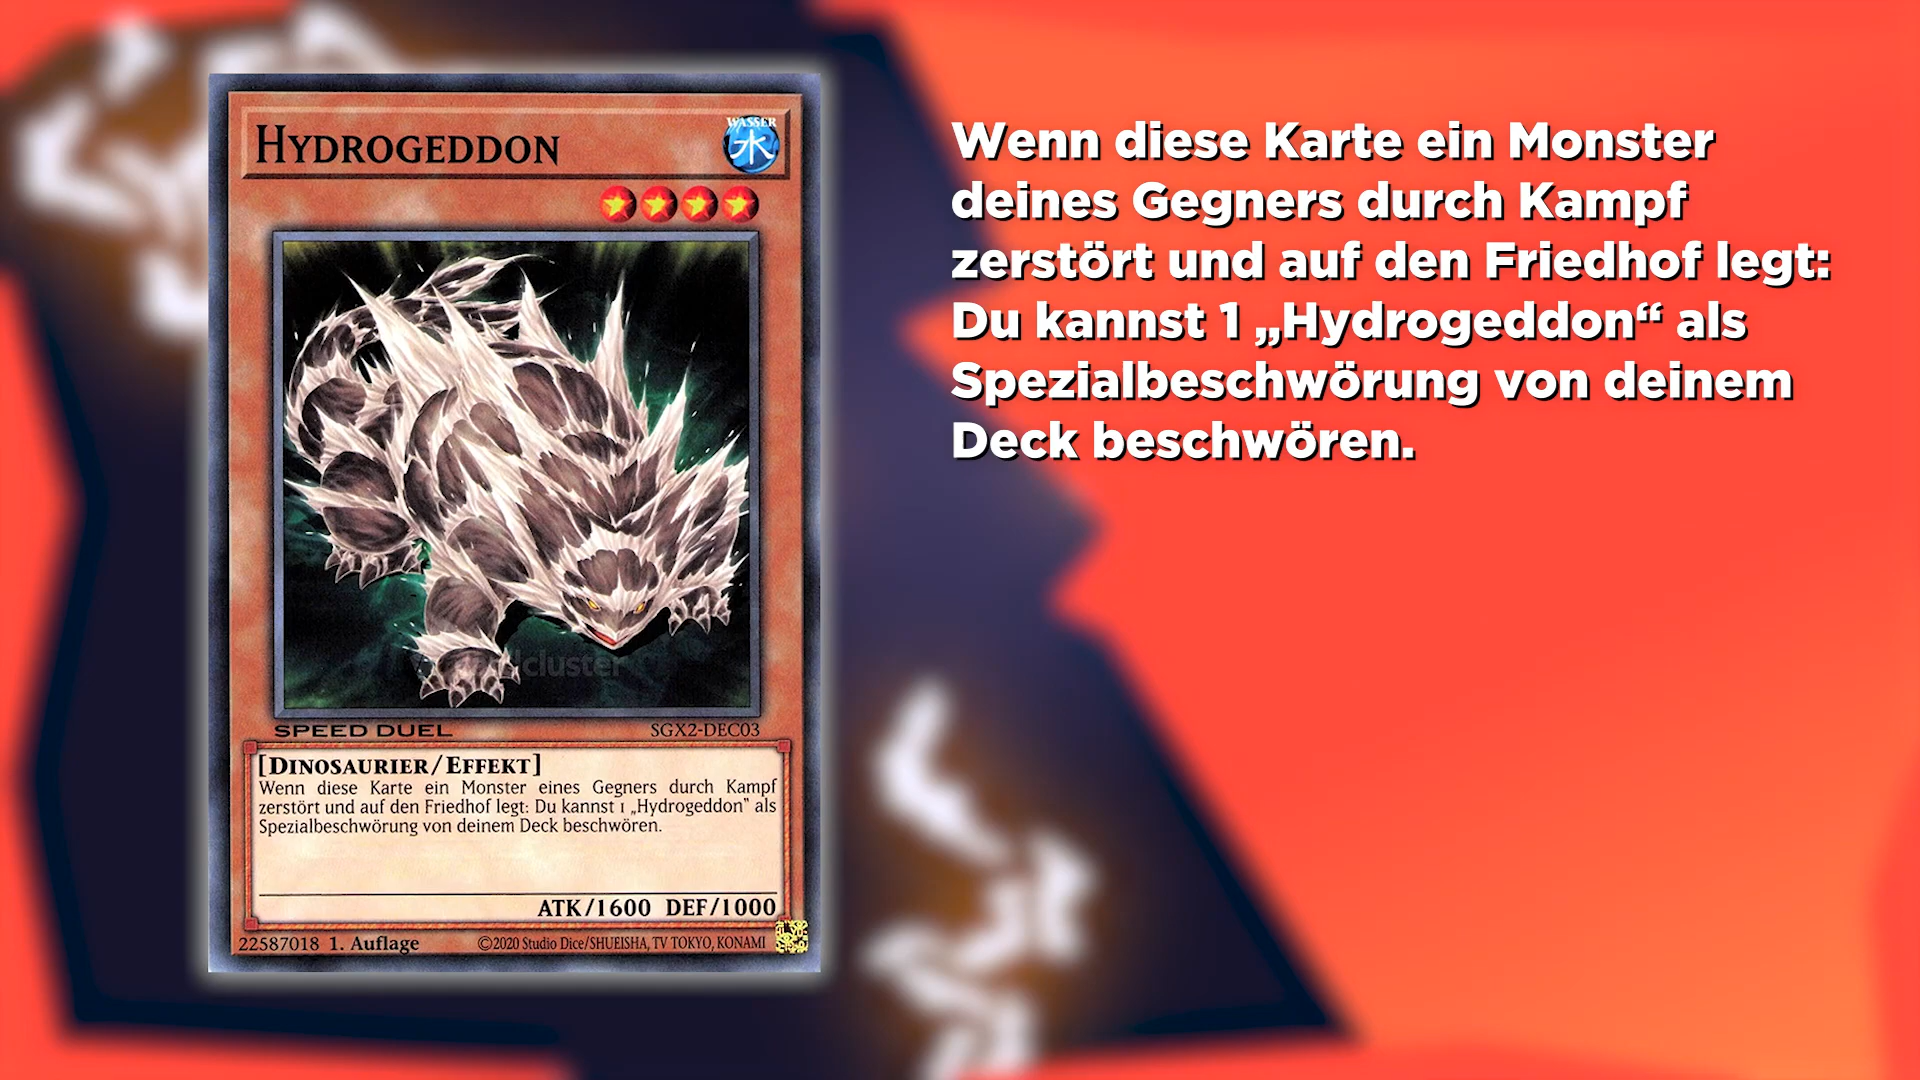 HYDROGEDDON
WASSER
水
SPEED DUEL
SGX2-DEC03
[DINOSAURIER/EFFEKT]
Wenn diese Karte ein Monster eines Gegners durch Kampf
zerstört und auf den Friedhof legt: Du kannst 1 „Hydrogeddon" als
Spezialbeschwörung von deinem Deck beschwören.
ATK/1600 DEF/1000
22587018 1. Auflage
©2020 Studio Dice/SHUEISHA, TV TOKYO, KONAMI
Wenn diese Karte ein Monster
deines Gegners durch Kampf
zerstört und auf den Friedhof legt:
Du kannst 1 „Hydrogeddon“ als
Spezialbeschwörung von deinem
Deck beschwören.